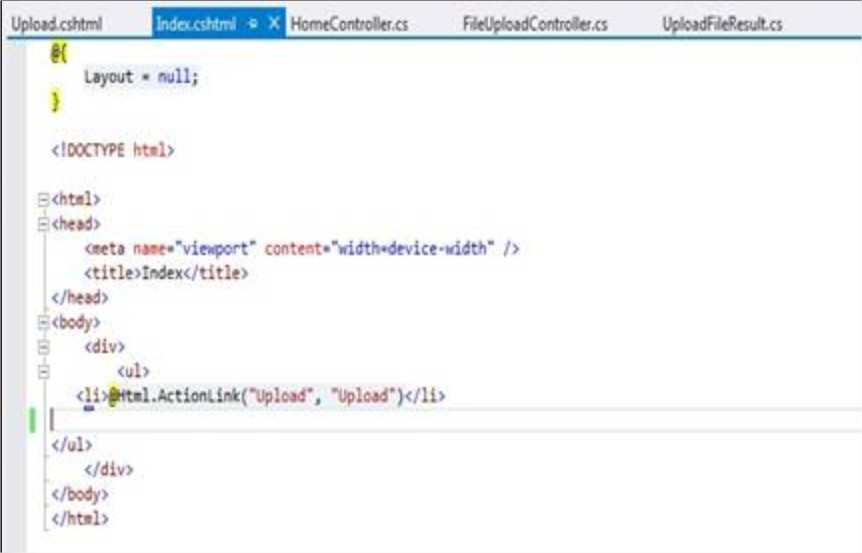 Upload.cshtml Index.cshtml HomeController.cs FileUploadController.cs UploadFileResult.cs
@{
Layout = null;
}
<!DOCTYPE html>
<html>
<head>
<meta name="viewport" content="width=device-width" />
<title>Index</title>
</head>
<body>
<div>
<ul>
<li>@Html.ActionLink("Upload", "Upload")</li>
</ul>
</div>
</body>
</html>